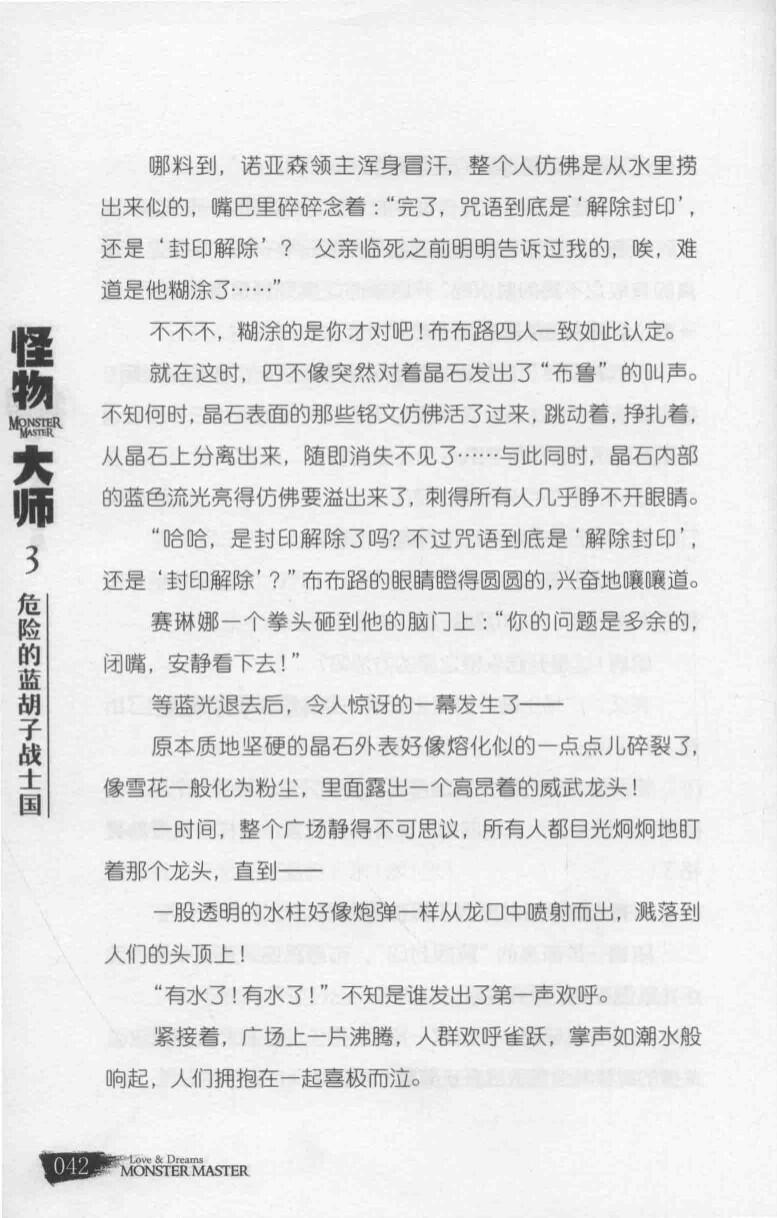 哪料到，诺亚森领主浑身冒汗，整个人仿佛是从水里捞
出来似的，嘴巴里碎碎念着：“完了，咒语到底是‘解除封印’，
还是‘封印解除’？父亲临死之前明明告诉过我的，唉，难
道是他糊涂了……”
不不不，糊涂的是你才对吧！布布路四人一致如此认定。
就在这时，四不像突然对着晶石发出了“布鲁”的叫声。
不知何时，晶石表面的那些铭文仿佛活了过来，跳动着，挣扎着，
从晶石上分离出来，随即消失不见了……与此同时，晶石内部
的蓝色流光亮得仿佛要溢出来了，刺得所有人几乎睁不开眼睛。
“哈哈，是封印解除了吗？不过咒语到底是‘解除封印’，
还是‘封印解除’？”布布路的眼睛瞪得圆圆的，兴奋地嚷嚷道。
赛琳娜一个拳头砸到他的脑门上：“你的问题是多余的，
闭嘴，安静看下去！”
等蓝光退去后，令人惊讶的一幕发生了——
原本质地坚硬的晶石外表好像熔化似的一点点儿碎裂了，
像雪花一般化为粉尘，里面露出一个高昂着的威武龙头！
一时间，整个广场静得不可思议，所有人都目光炯炯地盯
着那个龙头，直到——
一股透明的水柱好像炮弹一样从龙口中喷射而出，溅落到
人们的头顶上！
“有水了！有水了！”不知是谁发出了第一声欢呼。
紧接着，广场上一片沸腾，人群欢呼雀跃，掌声如潮水般
响起，人们拥抱在一起喜极而泣。
怪物
MONSTER
MASTER
大师
3
危险的蓝胡子战士国
042
Love & Dreams
MONSTER MASTER